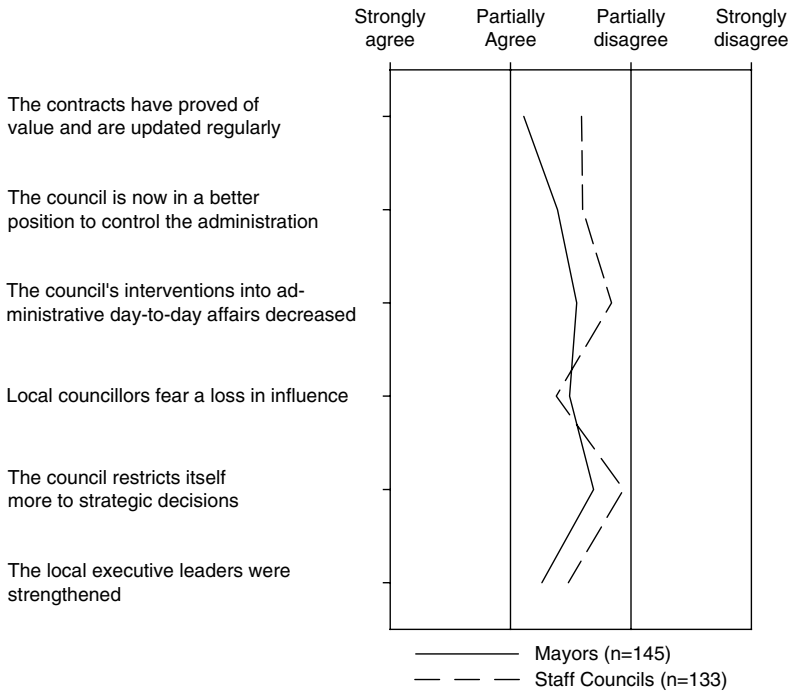 Strongly agree
Partially Agree
Partially disagree
Strongly disagree
The contracts have proved of
value and are updated regularly
The council is now in a better
position to control the administration
The council's interventions into ad-
ministrative day-to-day affairs decreased
Local councillors fear a loss in influence
The council restricts itself
more to strategic decisions
The local executive leaders were
strengthened
Mayors (n=145)
Staff Councils (n=133)